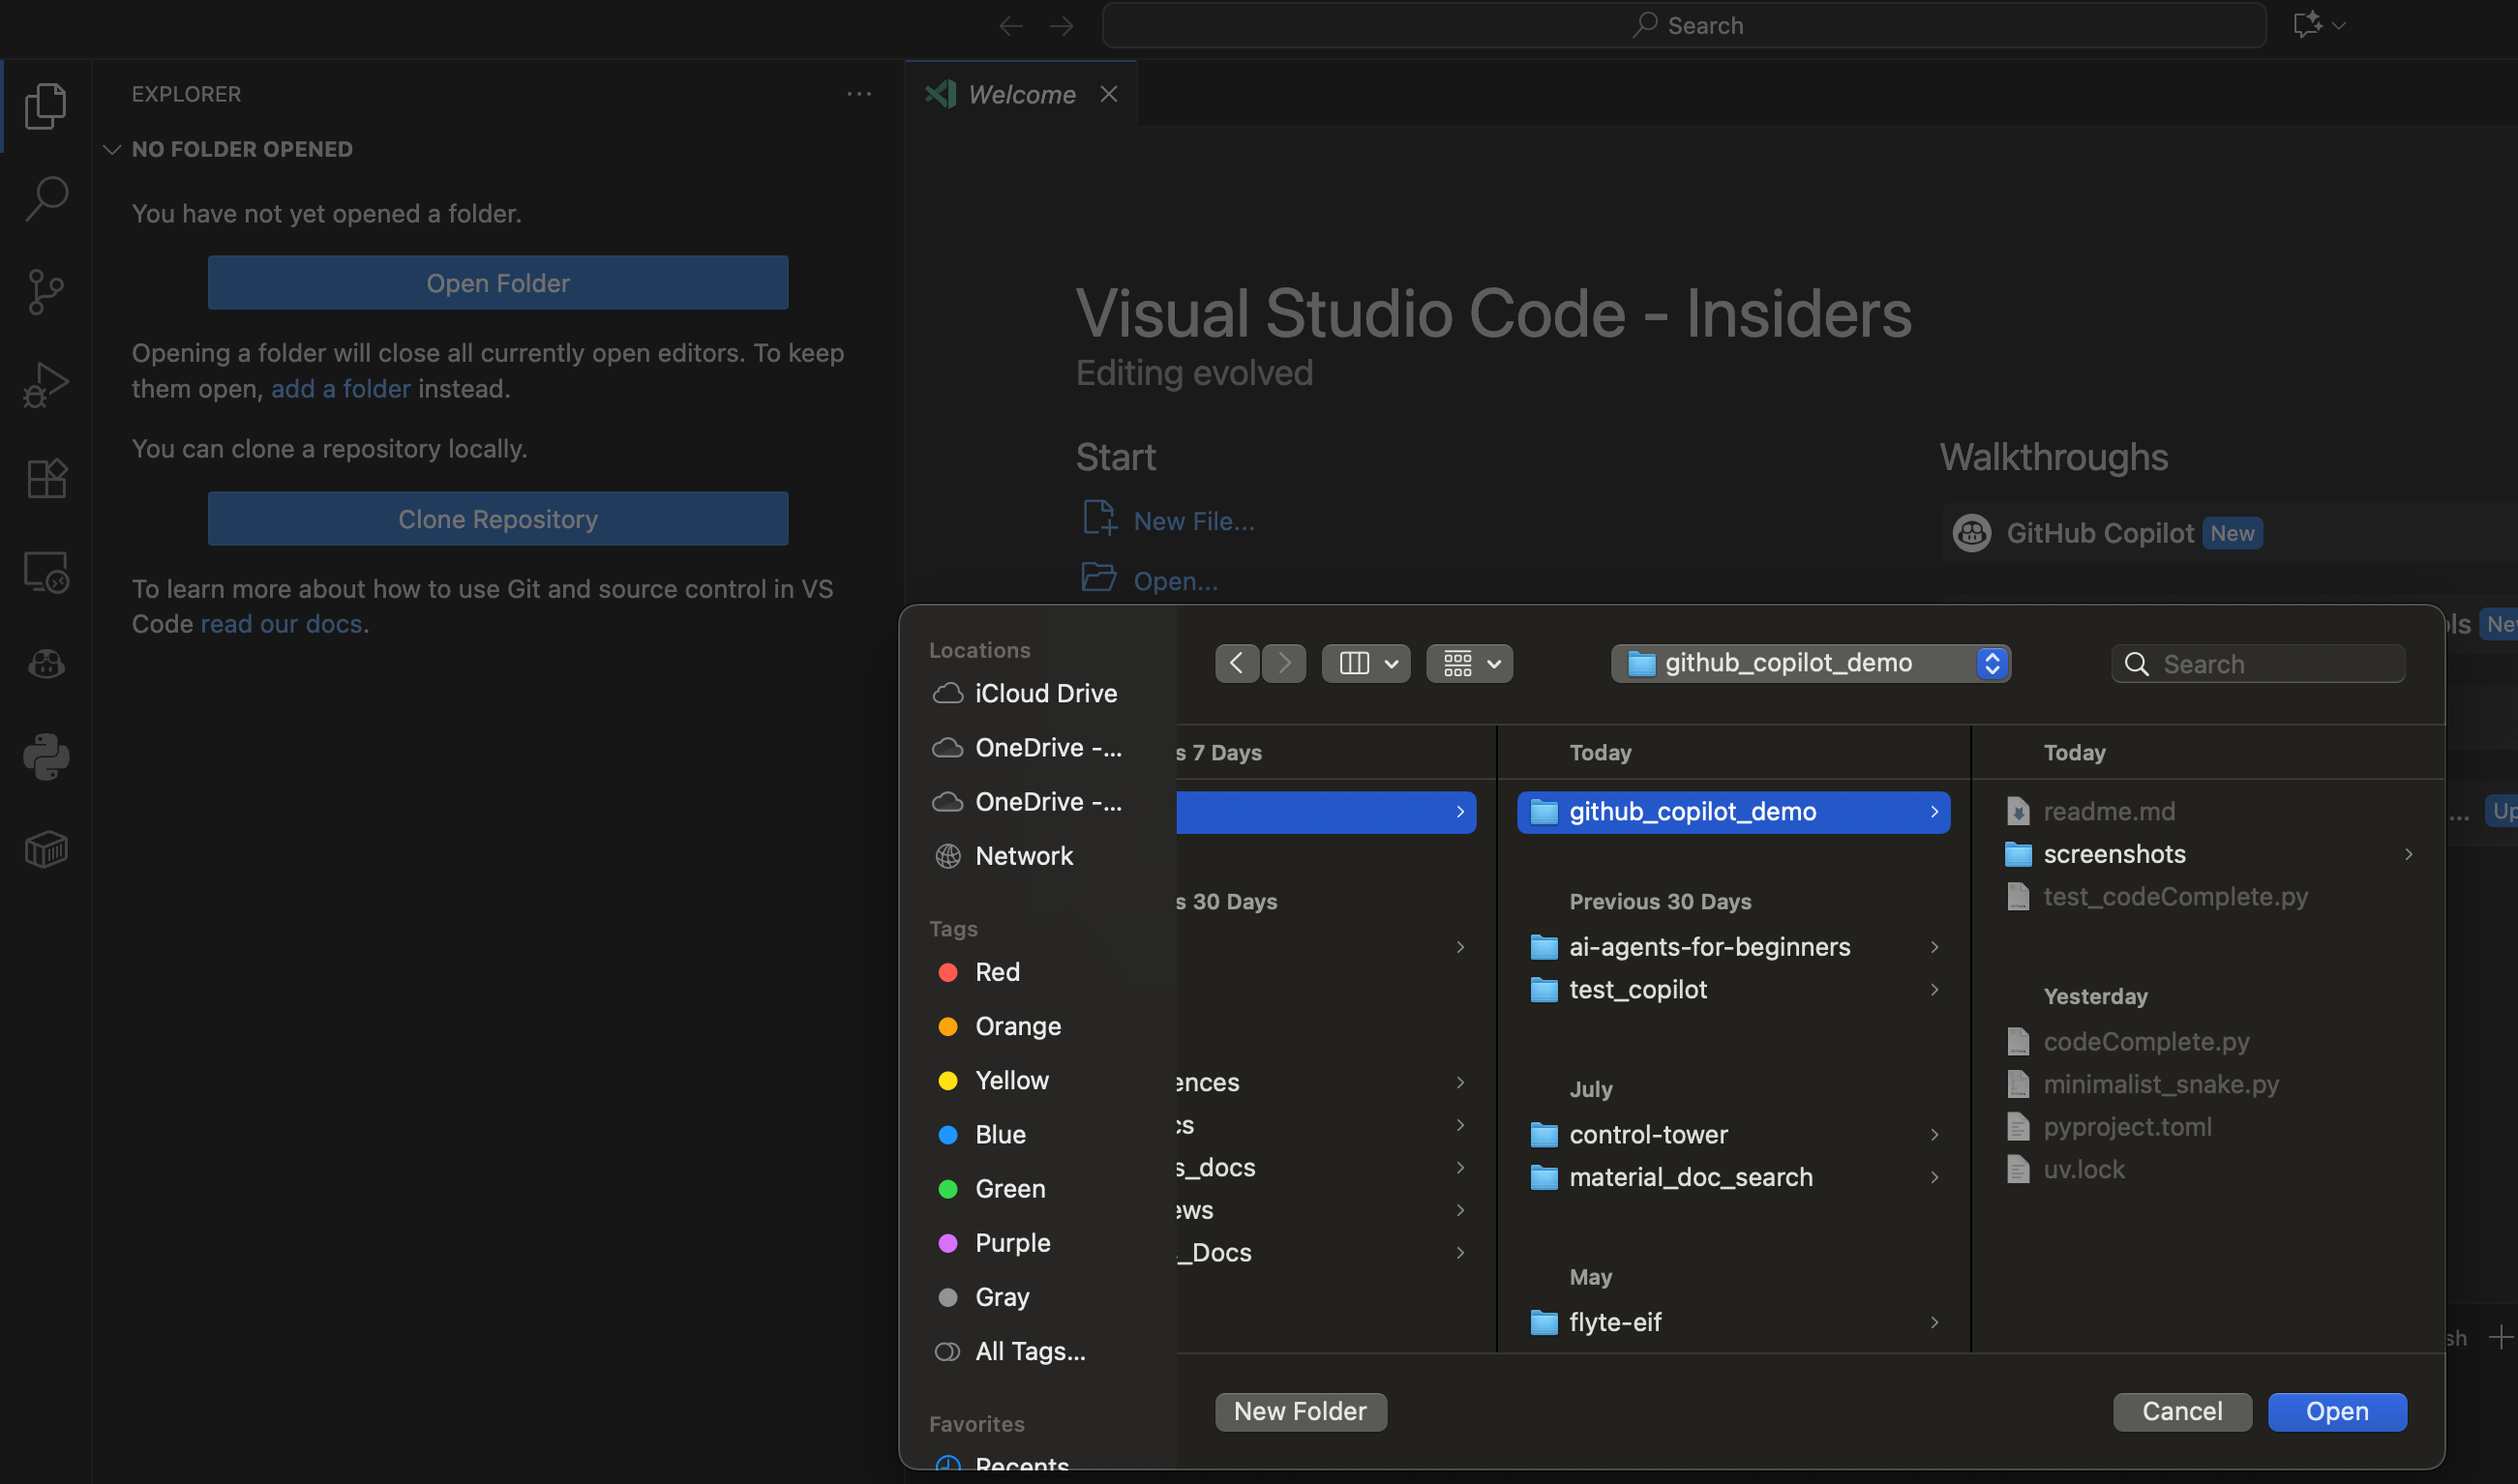 Search
EXPLORER
Welcome
NO FOLDER OPENED
You have not yet opened a folder.
Open Folder
Opening a folder will close all currently open editors. To keep
them open, add a folder instead.
You can clone a repository locally.
Clone Repository
To learn more about how to use Git and source control in VS
Code read our docs.
Visual Studio Code - Insiders
Editing evolved
Start
New File...
Open...
Walkthroughs
GitHub Copilot New
Locations
iCloud Drive
OneDrive -...
OneDrive -...
Network
Tags
Red
Orange
Yellow
Blue
Green
Purple
Gray
All Tags...
Favorites
Recents
github_copilot_demo
Search
s 7 Days
s 30 Days
ences
cs
s_docs
ews
_Docs
Today
github_copilot_demo
Previous 30 Days
ai-agents-for-beginners
test_copilot
July
control-tower
material_doc_search
May
flyte-eif
Today
readme.md
screenshots
test_codeComplete.py
Yesterday
codeComplete.py
minimalist_snake.py
pyproject.toml
uv.lock
New Folder
Cancel
Open